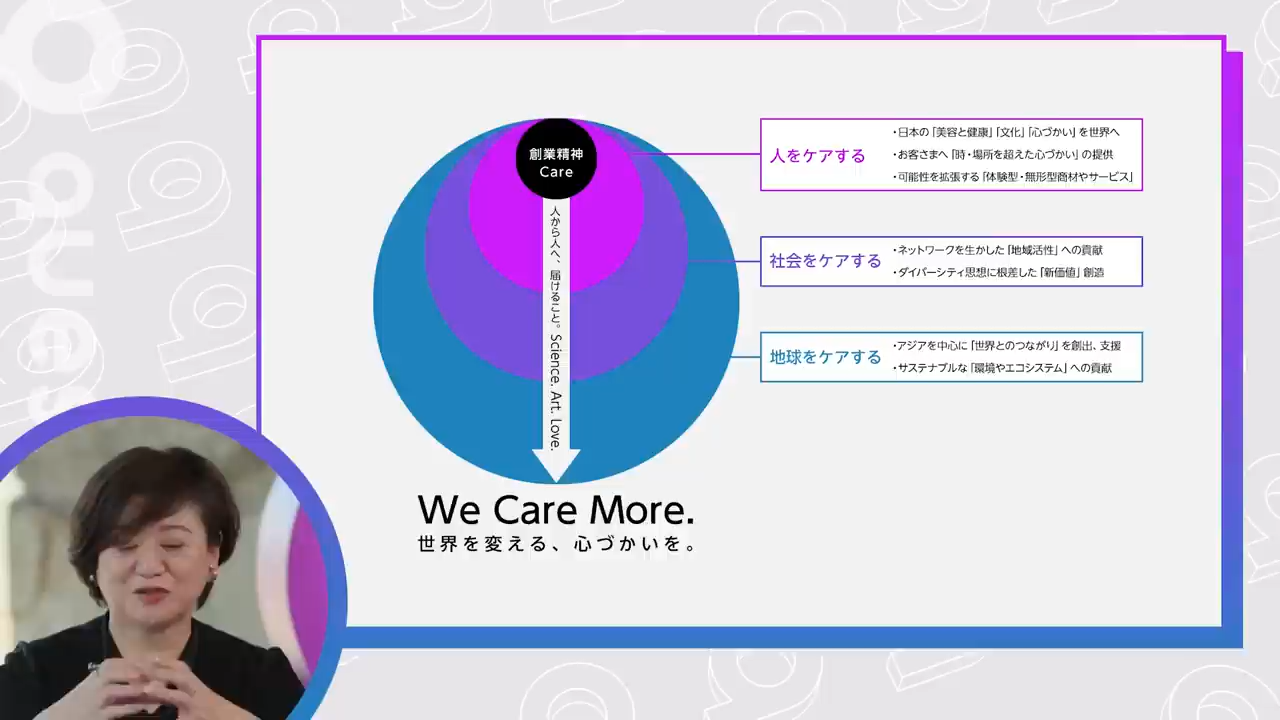 創業精神
Care
人から人へ、届けること。Science. Art. Love.
We Care More.
世界を変える、心づかいを。
人をケアする
・日本の「美容と健康」「文化」「心づかい」を世界へ
・お客さまへ「時・場所を超えた心づかい」の提供
・可能性を拡張する「体験型・無形型商材やサービス」
社会をケアする
・ネットワークを生かした「地域活性」への貢献
・ダイバーシティ思想に根差した「新価値」創造
地球をケアする
・アジアを中心に「世界とのつながり」を創出、支援
・サステナブルな「環境やエコシステム」への貢献